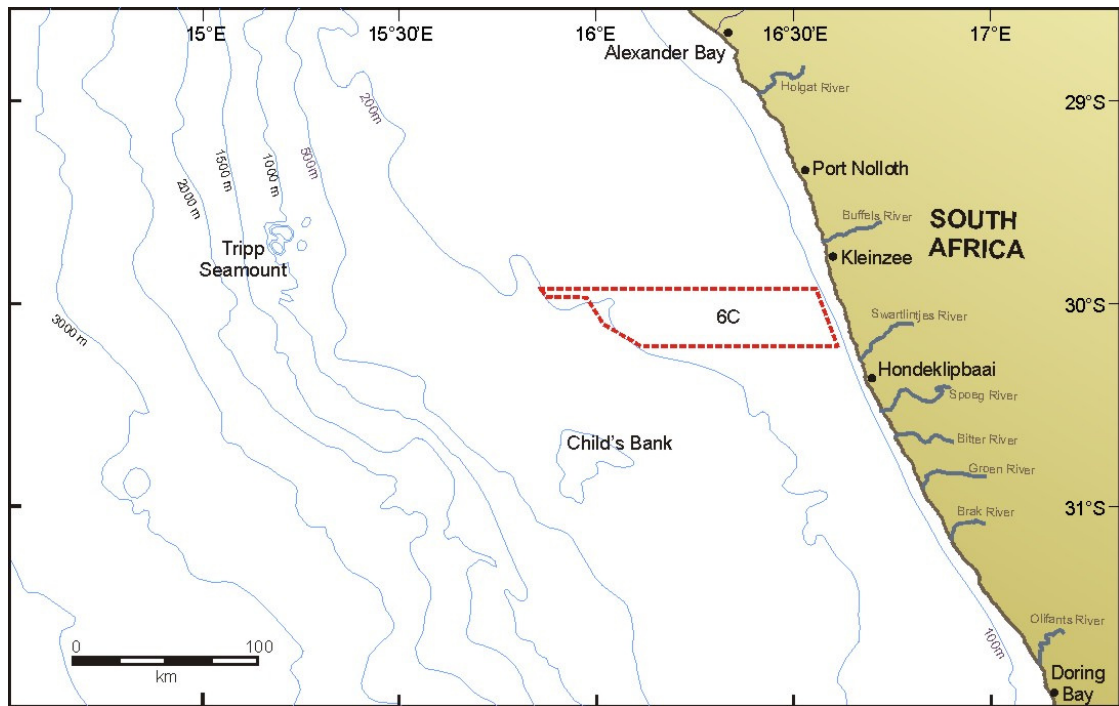 15°E
15°30'E
16°E
16°30'E
17°E
Alexander Bay
Holgat River
29°S
200m
500m
1000 m
1500 m
2000 m
Port Nolloth
Buffels River
SOUTH
AFRICA
Tripp
Seamount
Kleinzee
30°S
6C
3000 m
Swartlintjes River
Hondeklipbaai
Spoeg River
Child's Bank
Bitter River
Groen River
31°S
Brak River
Olifants River
100m
0
100
km
Doring
Bay